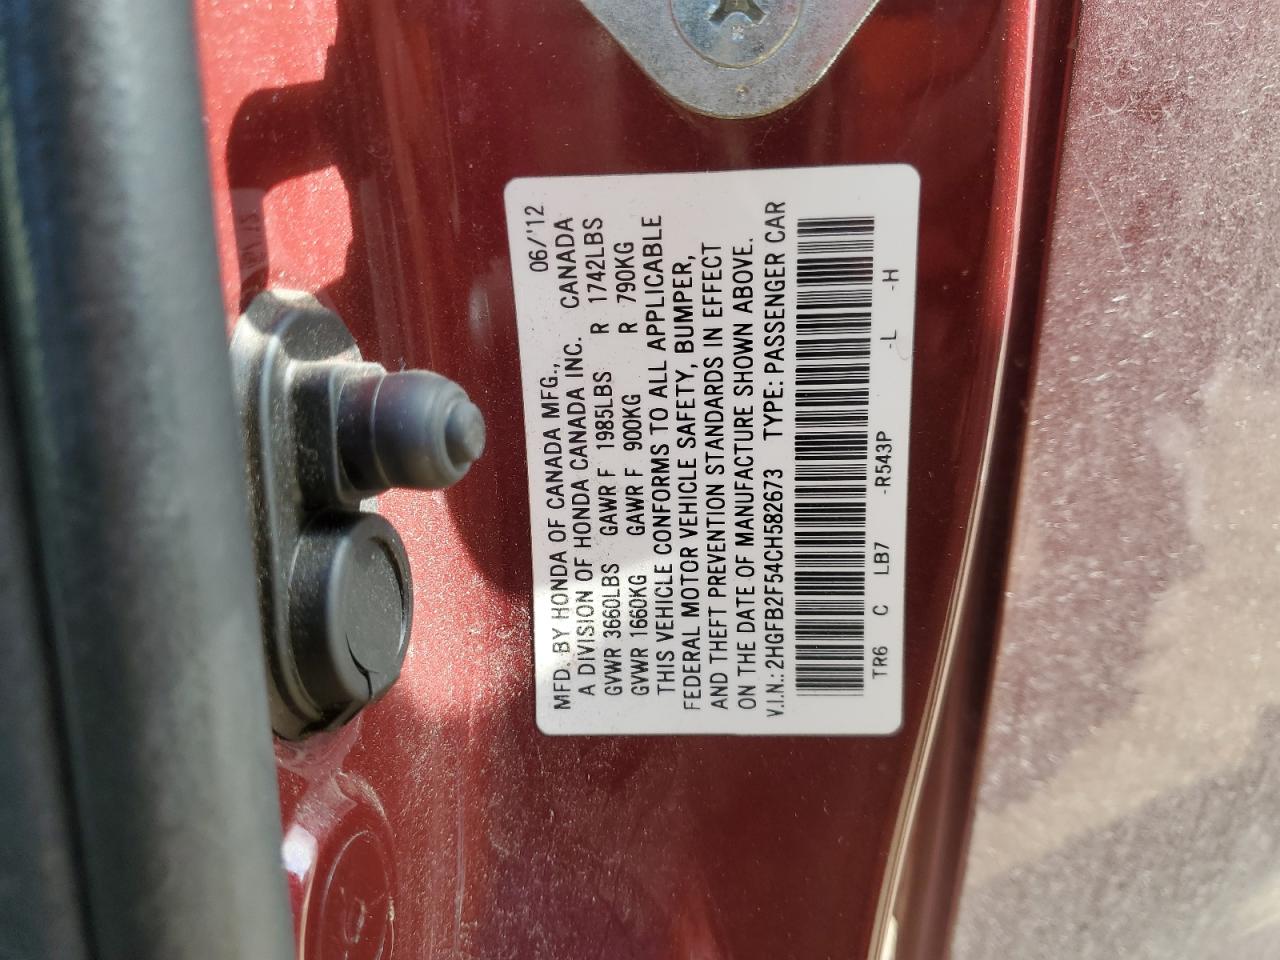 MFD. BY HONDA OF CANADA MFG., 06/'12
A DIVISION OF HONDA CANADA INC. CANADA
GVWR 3660LBS GAWR F 1985LBS R 1742LBS
GVWR 1660KG GAWR F 900KG R 790KG
THIS VEHICLE CONFORMS TO ALL APPLICABLE
FEDERAL MOTOR VEHICLE SAFETY, BUMPER,
AND THEFT PREVENTION STANDARDS IN EFFECT
ON THE DATE OF MANUFACTURE SHOWN ABOVE.
V.I.N.: 2HGFB2F54CH582673 TYPE: PASSENGER CAR
TR6 C LB7 -R543P -L -H